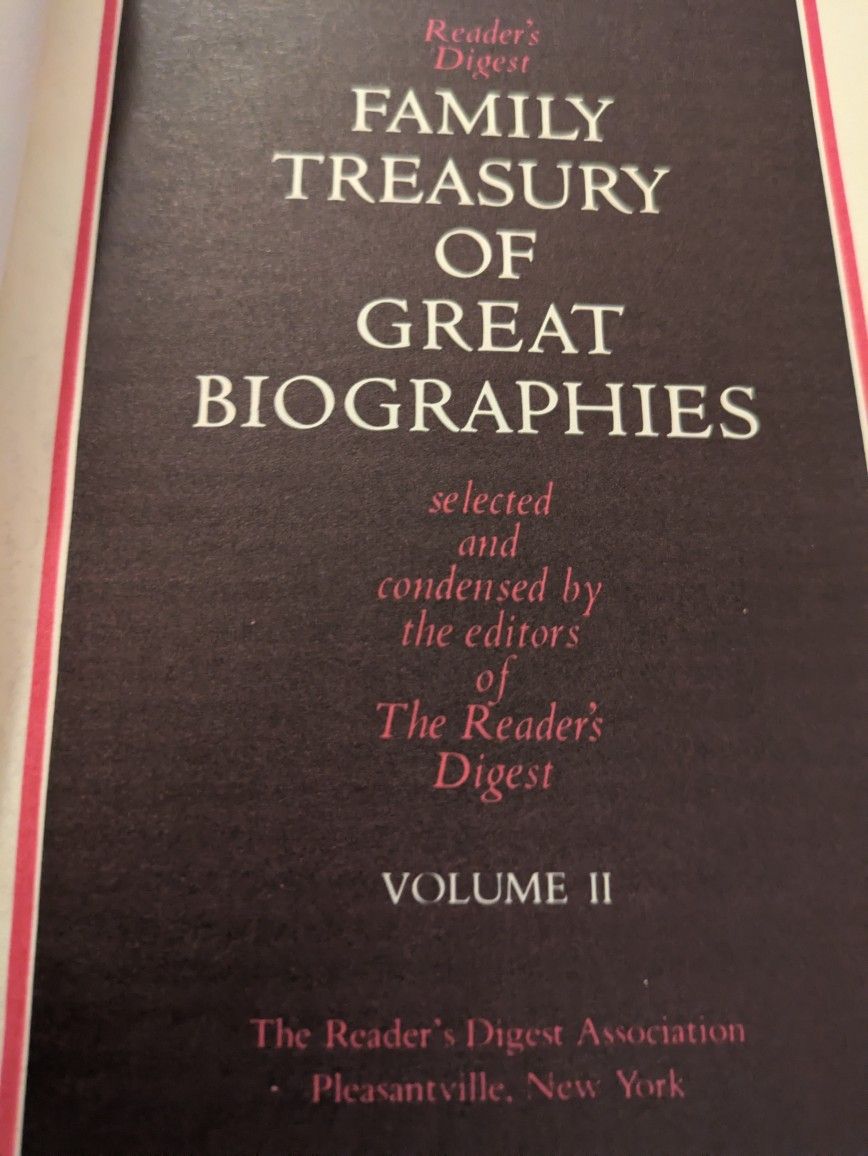 Reader's
Digest
FAMILY
TREASURY
OF
GREAT
BIOGRAPHIES
selected
and
condensed by
the editors
of
The Reader's
Digest
VOLUME II
The Reader's Digest Association
Pleasantville, New York